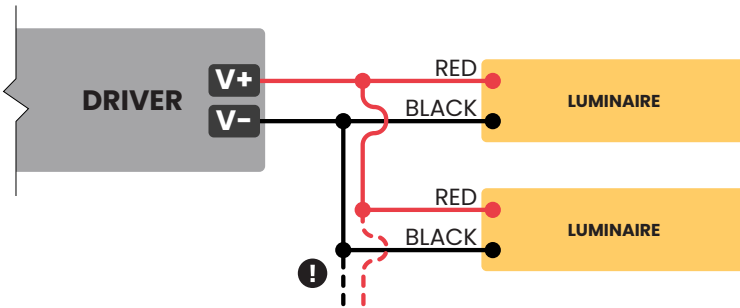 DRIVER
V+
V-
RED
BLACK
LUMINAIRE
RED
BLACK
LUMINAIRE
!